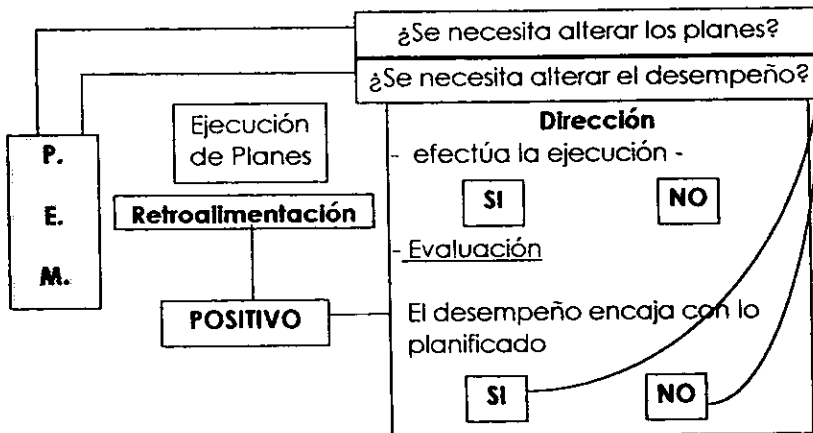 ¿Se necesita alterar los planes?
¿Se necesita alterar el desempeño?
P.
E.
M.
Ejecución
de Planes
Retroalimentación
POSITIVO
Dirección
- efectúa la ejecución -
SI
NO
- Evaluación
El desempeño encaja con lo
planificado
SI
NO